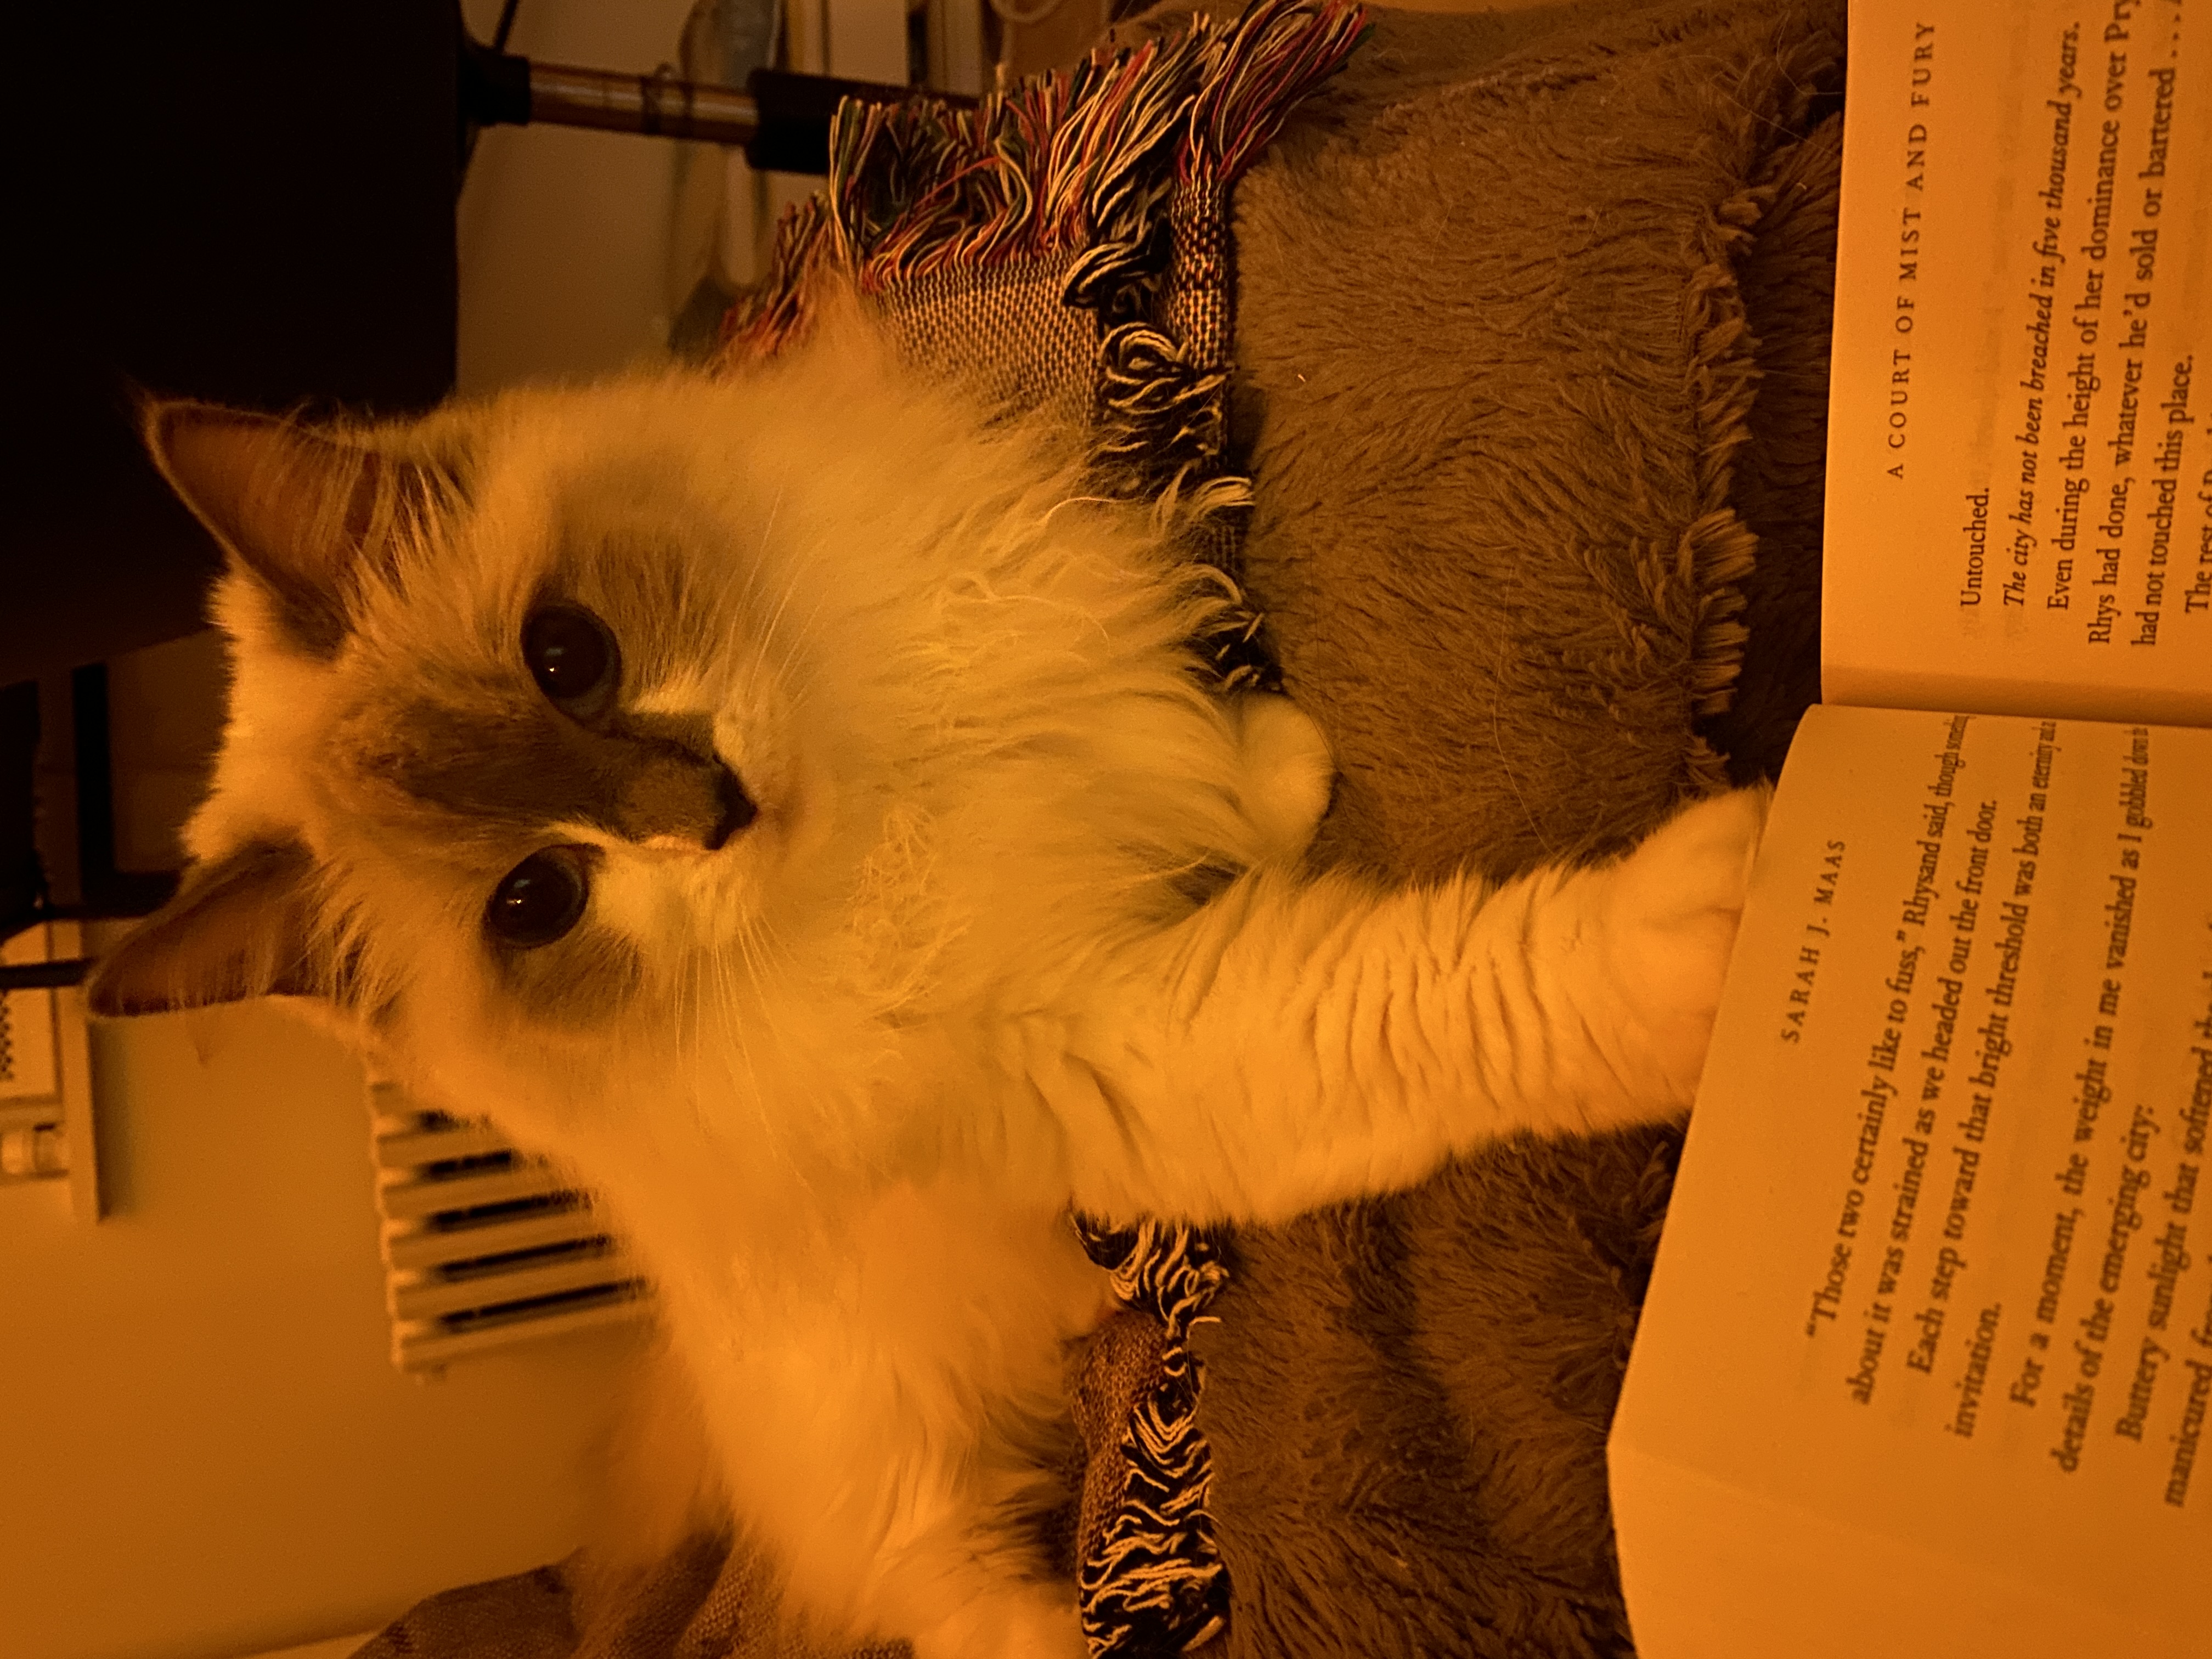 SARAH J. MAAS
“Those two certainly like to fuss,” Rhysand said, though something
about it was strained as we headed out the front door.
Each step toward that bright threshold was both an eternity and a
invitation.
For a moment, the weight in me vanished as I gobbled down
details of the emerging city:
Buttery sunlight that softened the
manicured
A COURT OF MIST AND FURY
Untouched.
The city has not been breached in five thousand years.
Even during the height of her dominance over
Rhys had done, whatever he’d sold or bartered . . .
had not touched this place.
The rest of